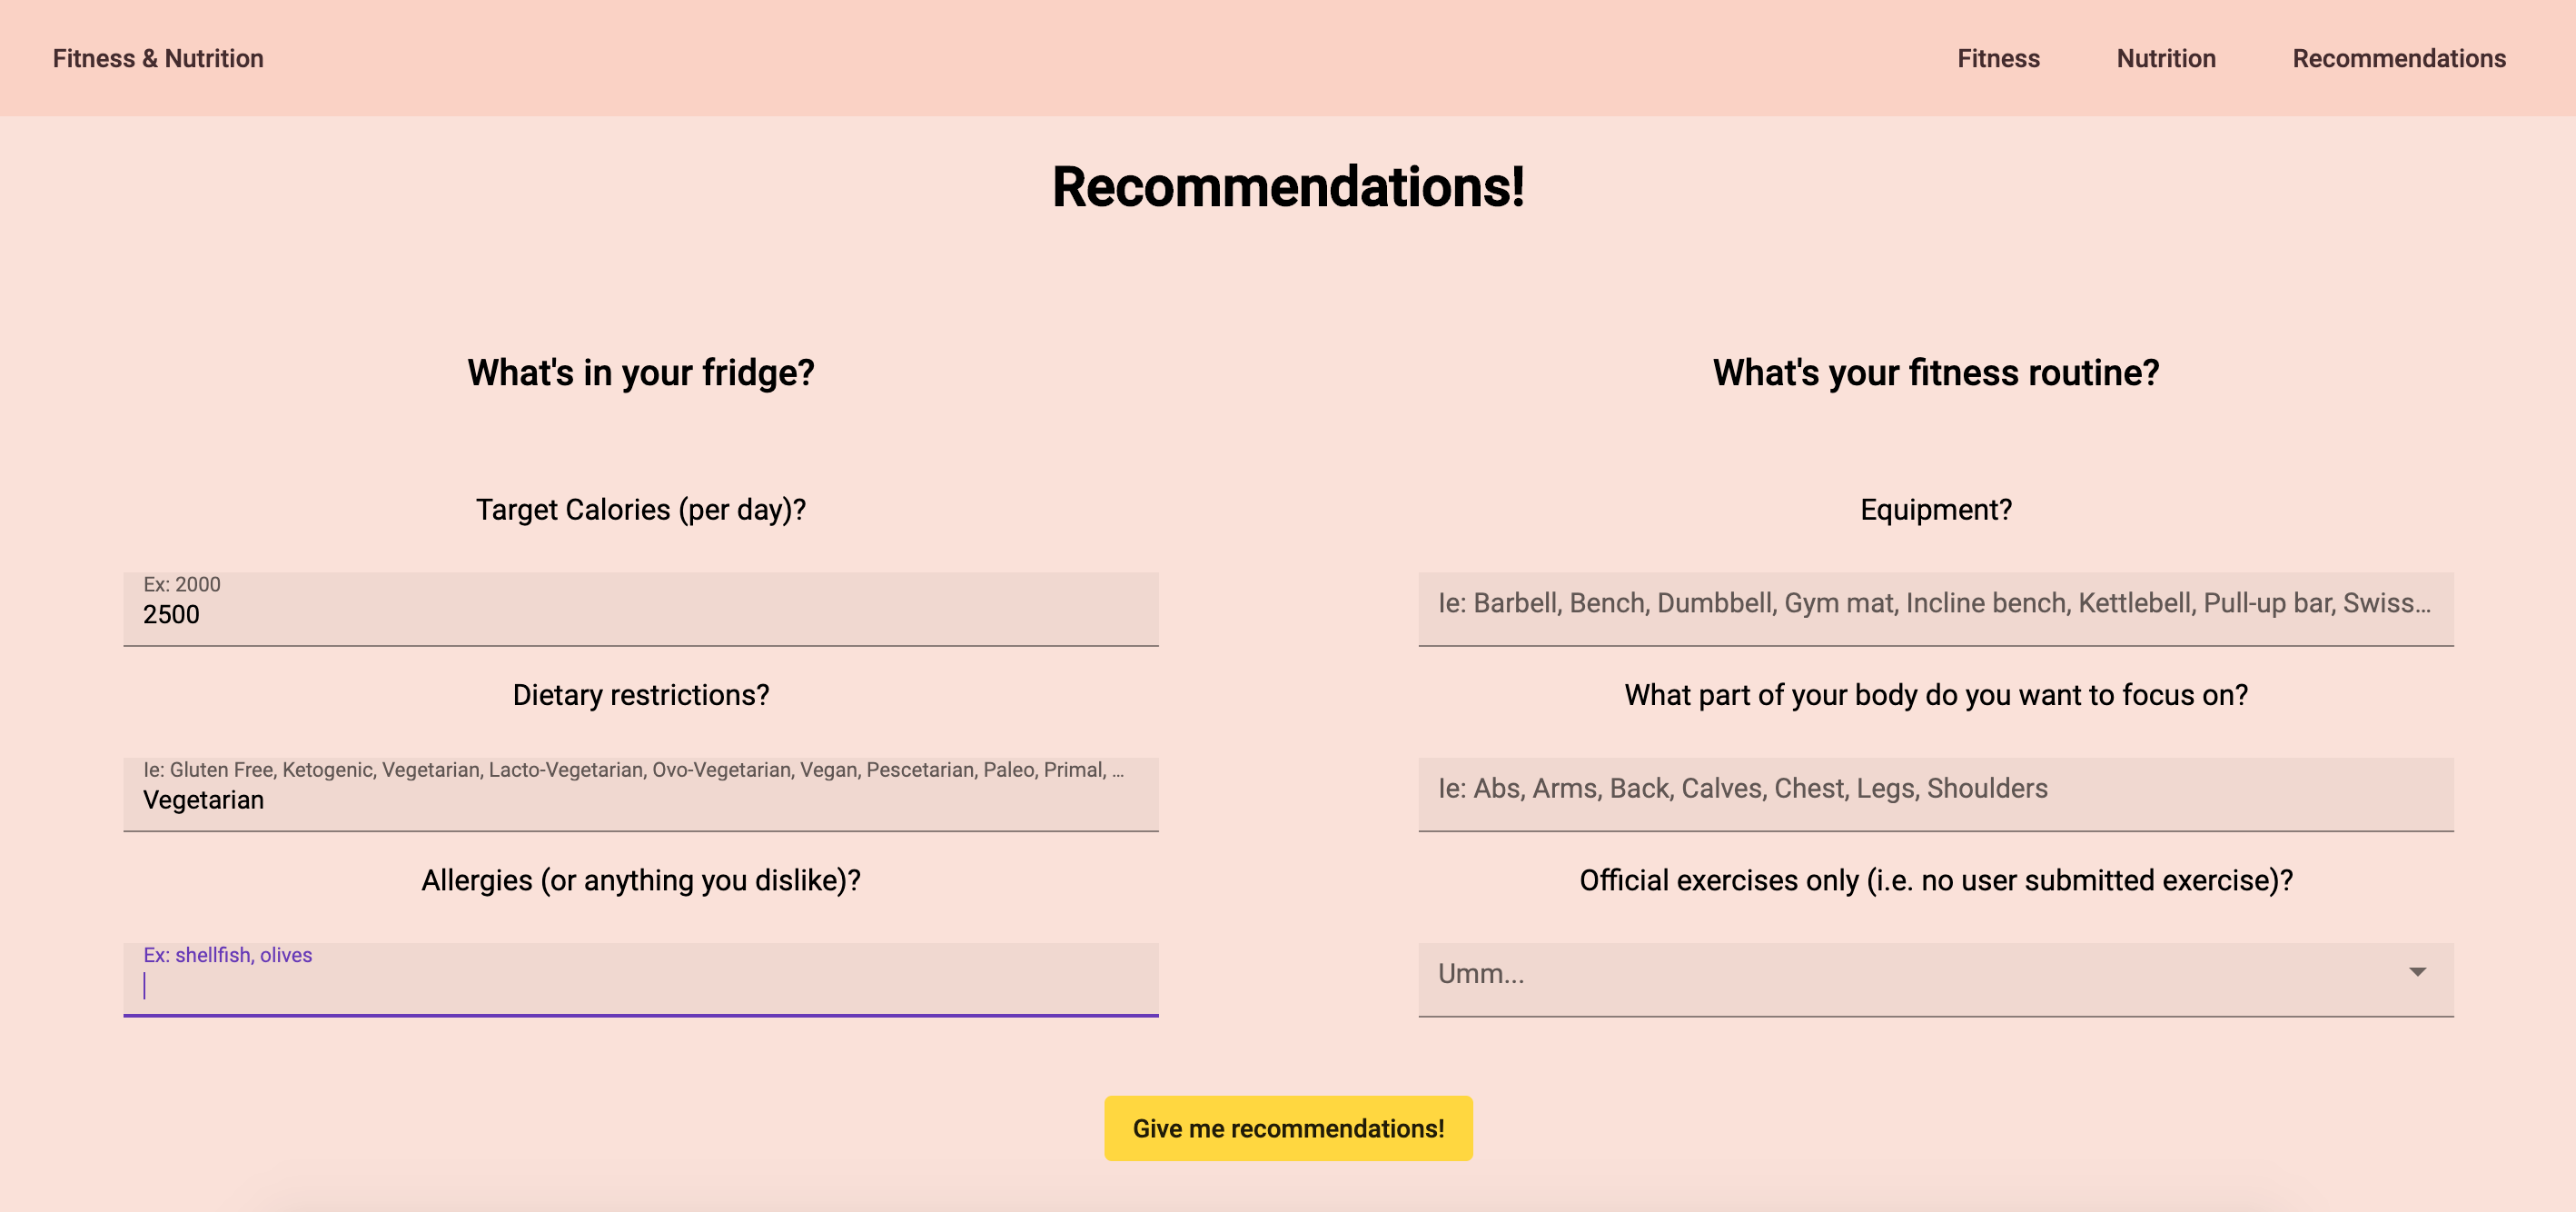 Fitness & Nutrition
Fitness
Nutrition
Recommendations
Recommendations!
What's in your fridge?
Target Calories (per day)?
Ex: 2000
2500
Dietary restrictions?
Ie: Gluten Free, Ketogenic, Vegetarian, Lacto-Vegetarian, Ovo-Vegetarian, Vegan, Pescetarian, Paleo, Primal, ...
Vegetarian
Allergies (or anything you dislike)?
Ex: shellfish, olives
What's your fitness routine?
Equipment?
Ie: Barbell, Bench, Dumbbell, Gym mat, Incline bench, Kettlebell, Pull-up bar, Swiss...
What part of your body do you want to focus on?
Ie: Abs, Arms, Back, Calves, Chest, Legs, Shoulders
Official exercises only (i.e. no user submitted exercise)?
Umm...
Give me recommendations!